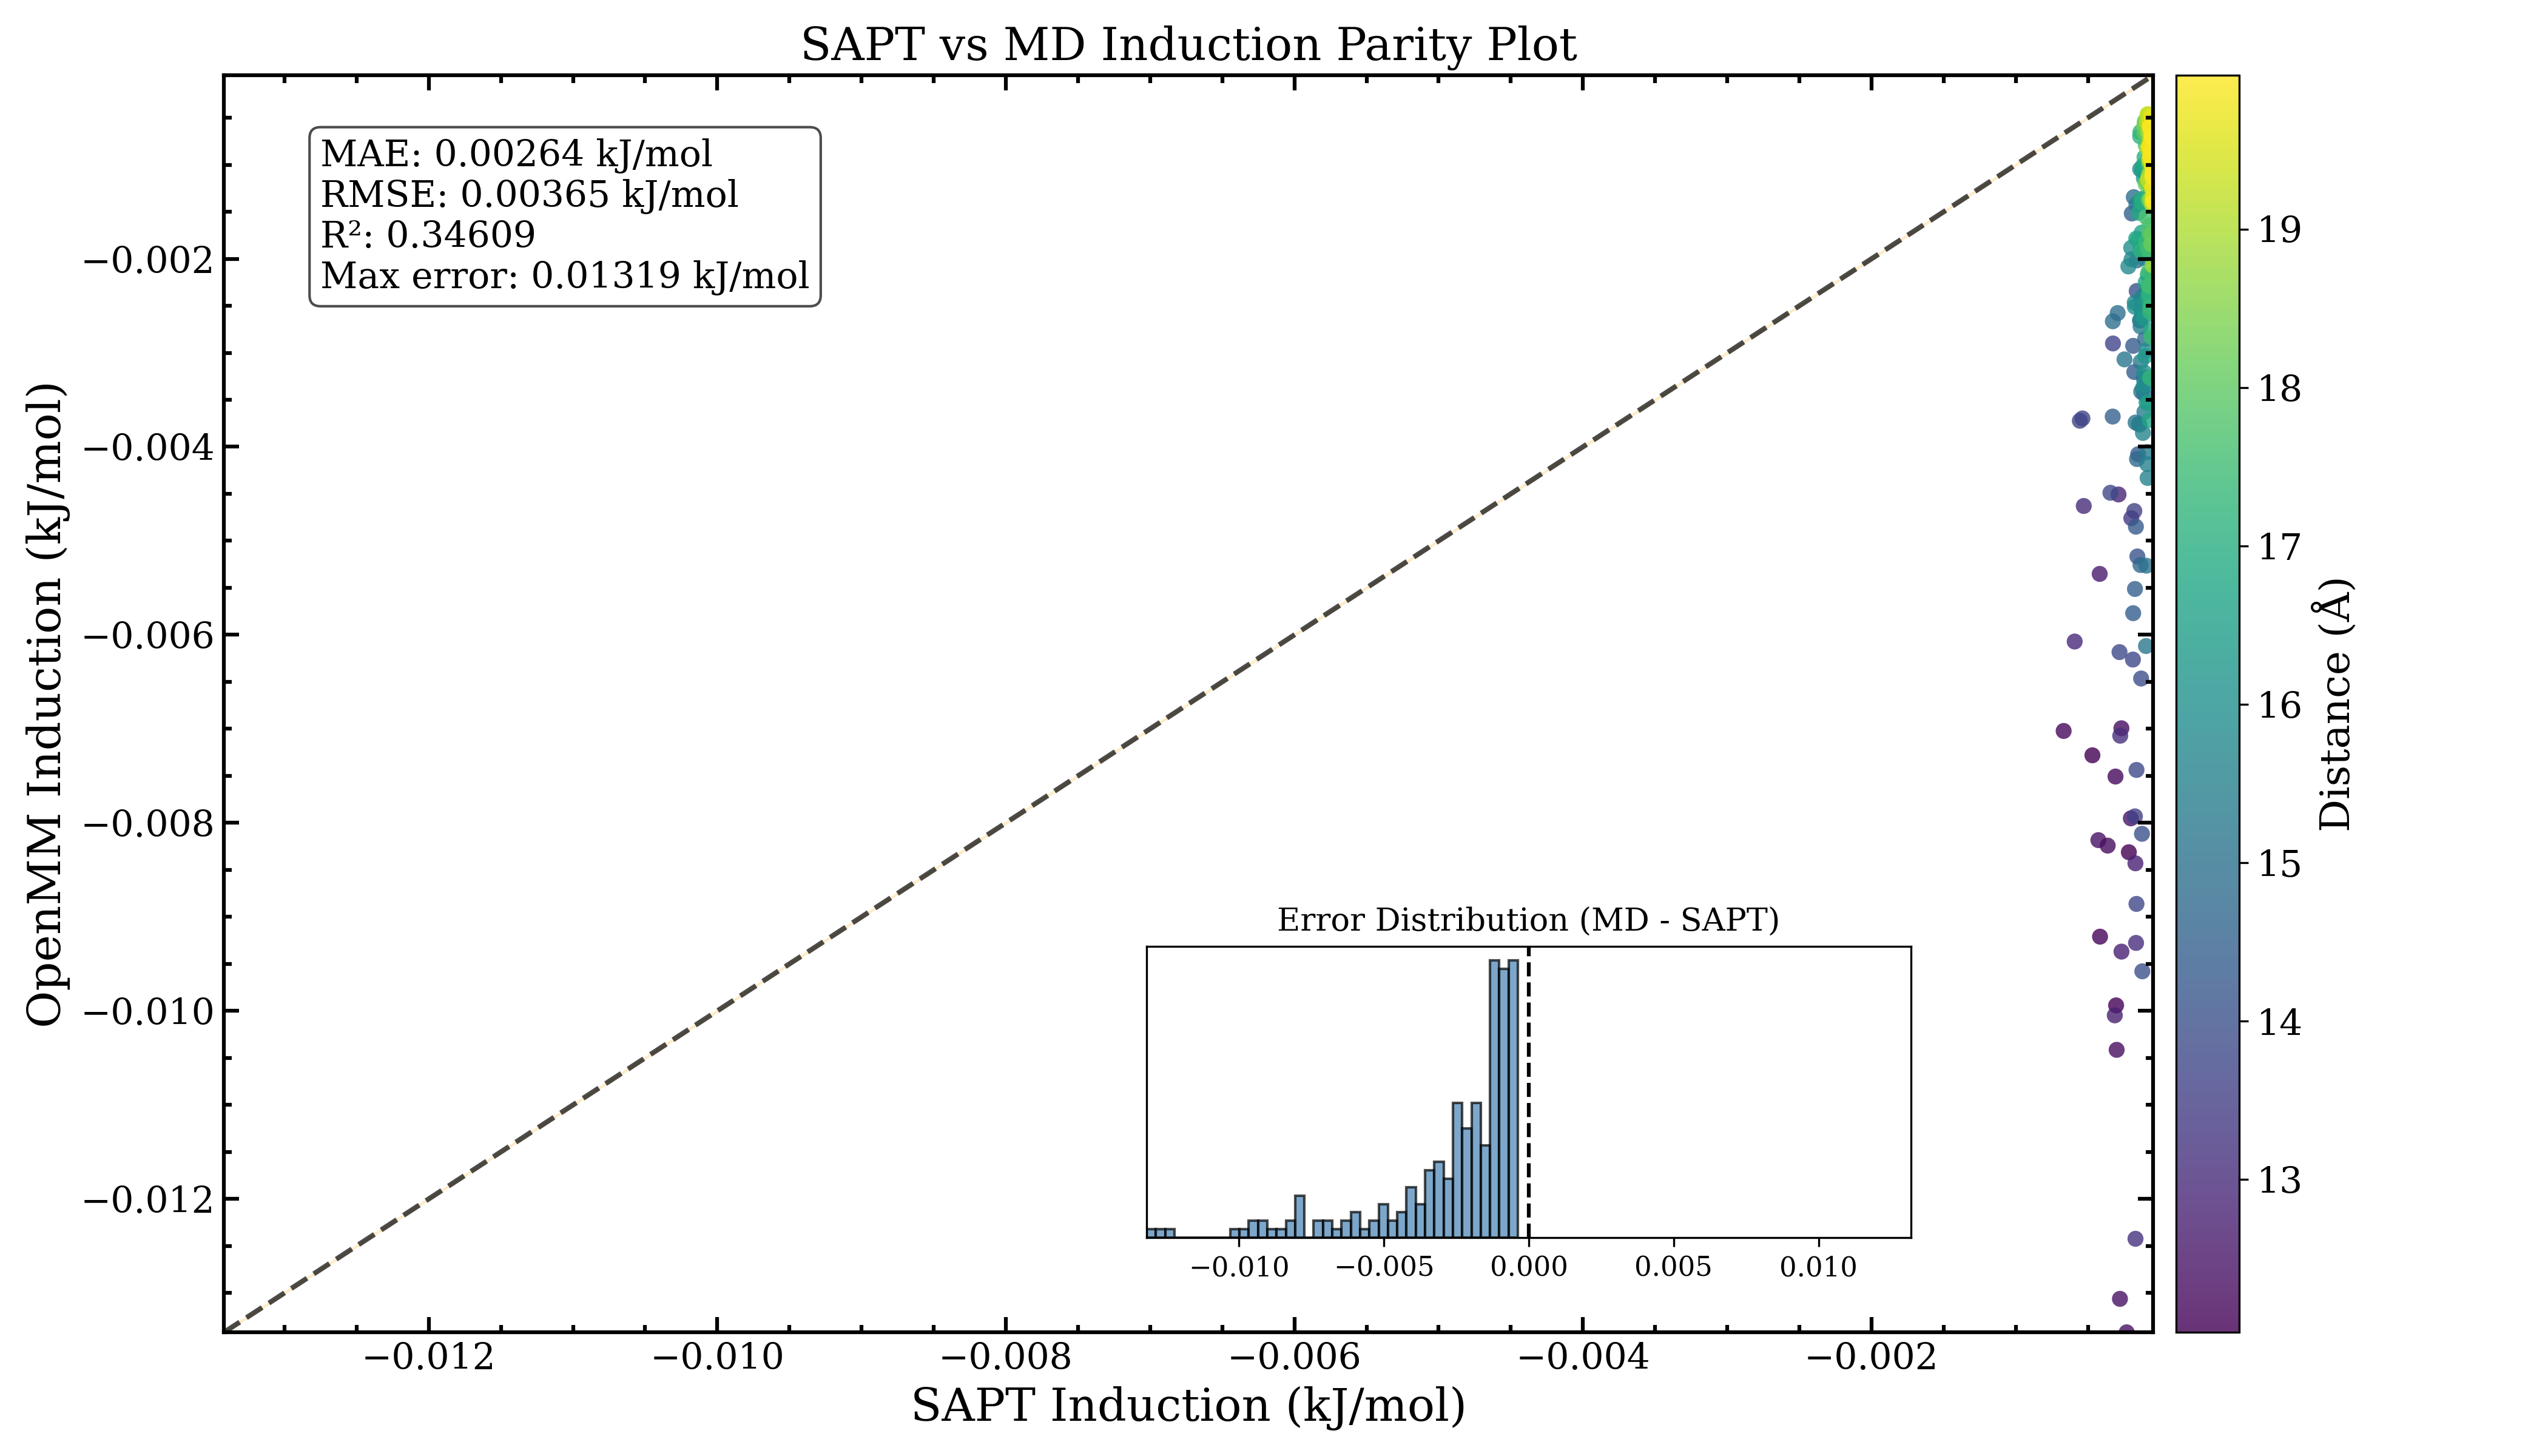 SAPT vs MD Induction Parity Plot
MAE: 0.00264 kJ/mol
RMSE: 0.00365 kJ/mol
R²: 0.34609
Max error: 0.01319 kJ/mol
OpenMM Induction (kJ/mol)
−0.002
−0.004
−0.006
−0.008
−0.010
−0.012
Error Distribution (MD - SAPT)
−0.010 −0.005 0.000 0.005 0.010
−0.012 −0.010 −0.008 −0.006 −0.004 −0.002
SAPT Induction (kJ/mol)
19
18
17
16
15
14
13
Distance (Å)